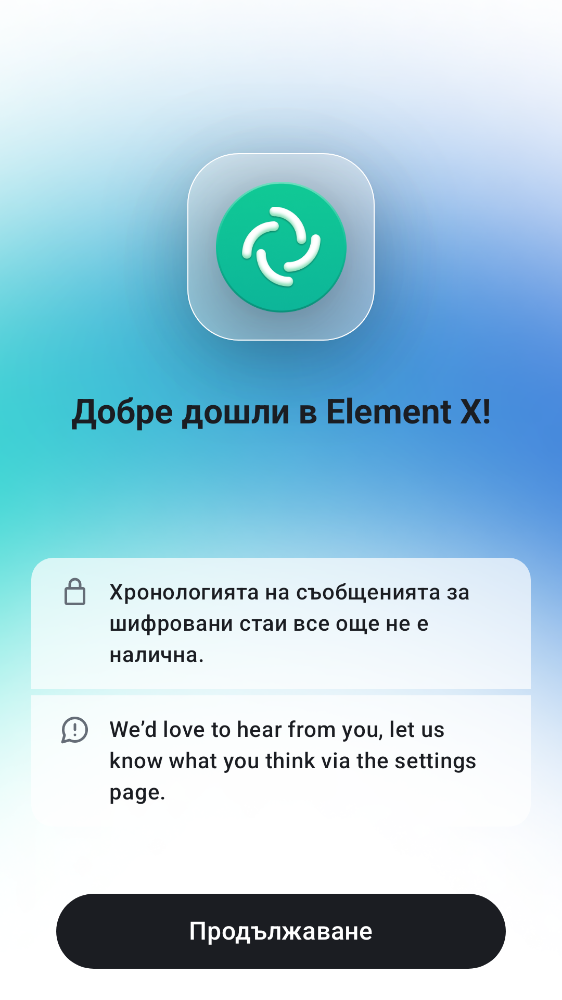 Добре дошли в Element X!
Хронологията на съобщенията за
шифровани стаи все още не е
налична.
We’d love to hear from you, let us
know what you think via the settings
page.
Продължаване